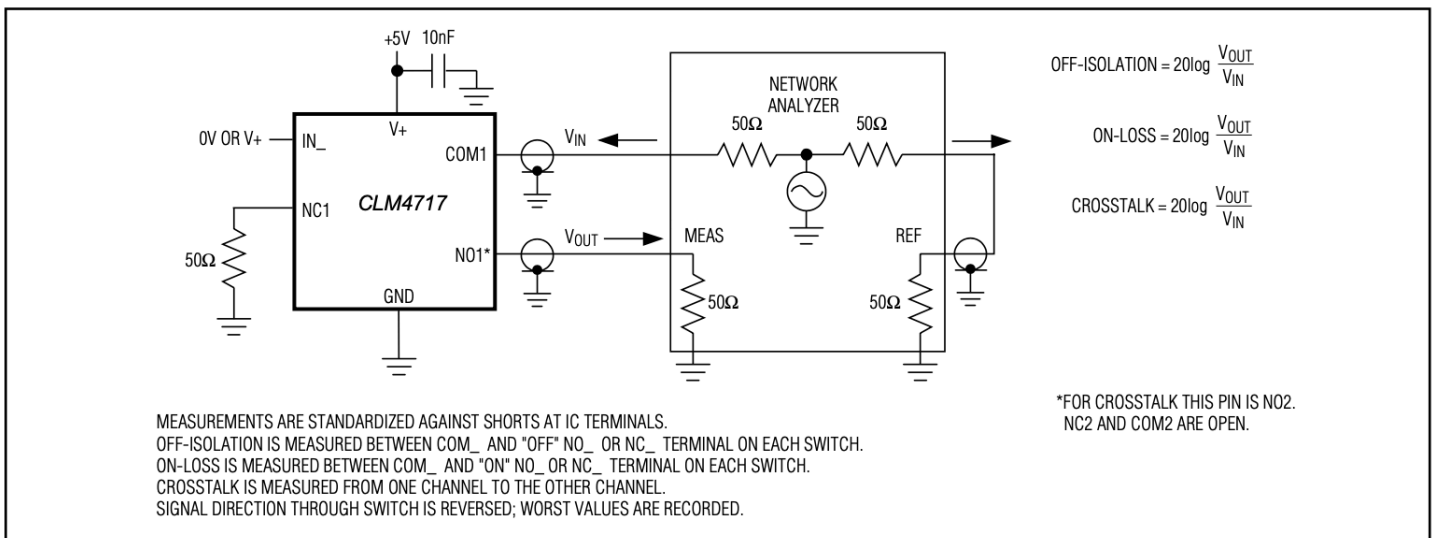 +5V 10nF
V+
0V OR V+
IN_
COM1
CLM4717
NC1
NO1*
50Ω
GND
VIN
VOUT
NETWORK
ANALYZER
50Ω 50Ω
MEAS REF
50Ω 50Ω
OFF-ISOLATION = 20log VOUT
VIN
ON-LOSS = 20log VOUT
VIN
CROSSTALK = 20log VOUT
VIN
*FOR CROSSTALK THIS PIN IS NO2.
NC2 AND COM2 ARE OPEN.
MEASUREMENTS ARE STANDARDIZED AGAINST SHORTS AT IC TERMINALS.
OFF-ISOLATION IS MEASURED BETWEEN COM_ AND "OFF" NO_ OR NC_ TERMINAL ON EACH SWITCH.
ON-LOSS IS MEASURED BETWEEN COM_ AND "ON" NO_ OR NC_ TERMINAL ON EACH SWITCH.
CROSSTALK IS MEASURED FROM ONE CHANNEL TO THE OTHER CHANNEL.
SIGNAL DIRECTION THROUGH SWITCH IS REVERSED; WORST VALUES ARE RECORDED.